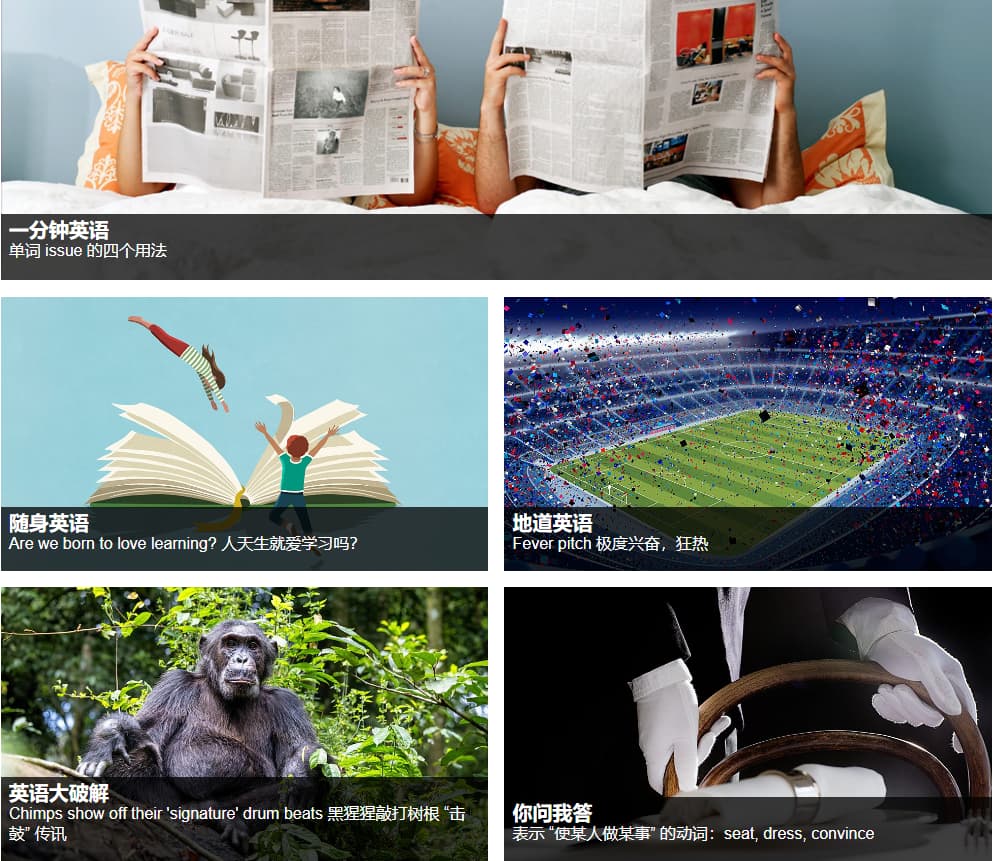 一分钟英语
单词 issue 的四个用法
随身英语
Are we born to love learning? 人天生就爱学习吗？
地道英语
Fever pitch 极度兴奋，狂热
英语大破解
Chimps show off their 'signature' drum beats 黑猩猩敲打树根 “击
鼓” 传讯
你问我答
表示 “使某人做某事” 的动词：seat, dress, convince